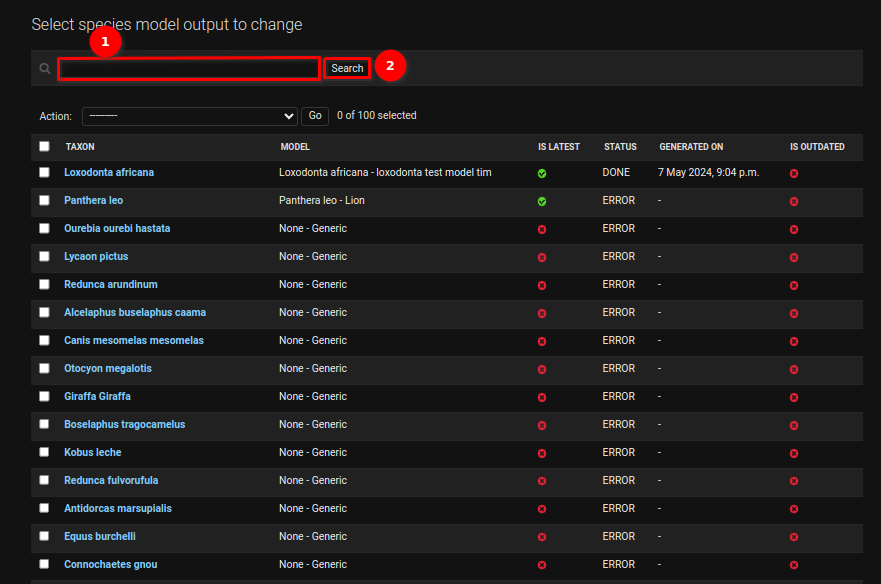 Select species model output to change
1
Search
2
Action: --------- Go 0 of 100 selected
TAXON MODEL IS LATEST STATUS GENERATED ON IS OUTDATED
Loxodonta africana Loxodonta africana - loxodonta test model tim DONE 7 May 2024, 9:04 p.m.
Panthera leo Panthera leo - Lion ERROR -
Ourebia ourebi hastata None - Generic ERROR -
Lycaon pictus None - Generic ERROR -
Redunca arundinum None - Generic ERROR -
Alcelaphus buselaphus caama None - Generic ERROR -
Canis mesomelas mesomelas None - Generic ERROR -
Otocyon megalotis None - Generic ERROR -
Giraffa Giraffa None - Generic ERROR -
Boselaphus tragocamelus None - Generic ERROR -
Kobus leche None - Generic ERROR -
Redunca fulvorufula None - Generic ERROR -
Antidorcas marsupialis None - Generic ERROR -
Equus burchelli None - Generic ERROR -
Connochaetes gnou None - Generic ERROR -